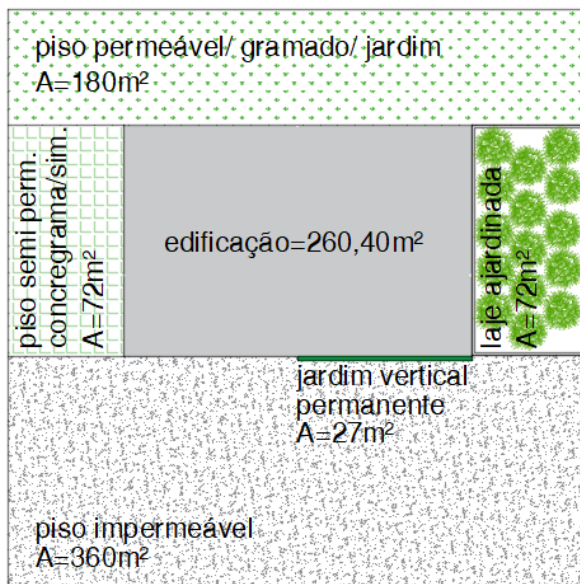 piso permeável/ gramado/ jardim
A=180m²
piso semi perm.
concregrama/sim.
A=72m²
edificação=260,40m²
laje ajardinada
A=72m²
jardim vertical
permanente
A=27m²
piso impermeável
A=360m²